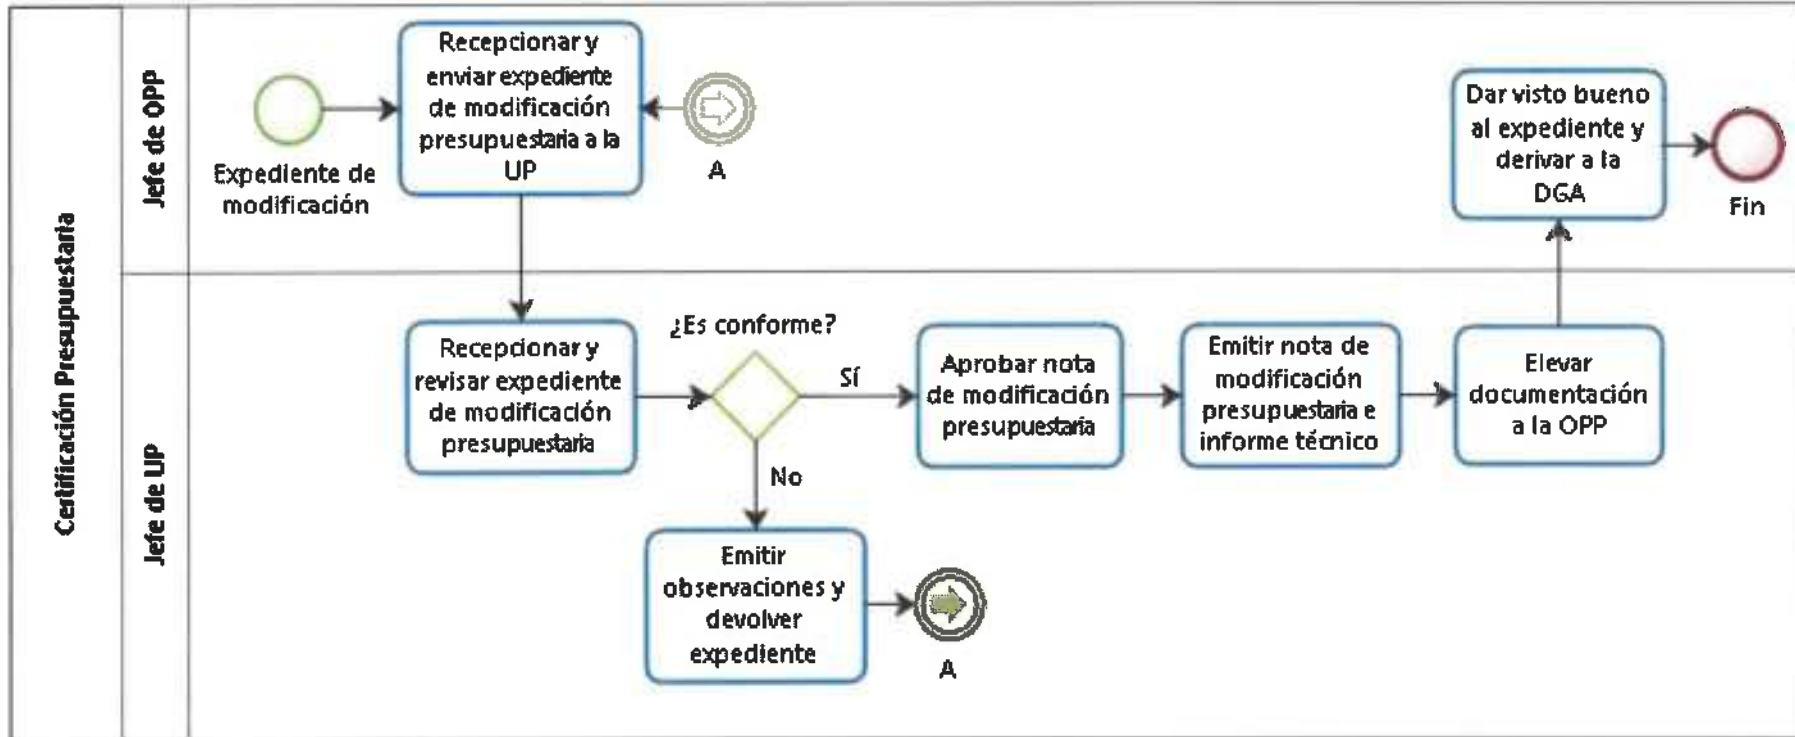 Certificación Presupuestaria
Jefe de OPP
Expediente de
modificación
Recepcionar y
enviar expediente
de modificación
presupuestaria a la
UP
A
Dar visto bueno
al expediente y
derivar a la
DGA
Fin
Jefe de UP
Recepcionar y
revisar expediente
de modificación
presupuestaria
¿Es conforme?
Sí
No
Aprobar nota
de modificación
presupuestaria
Emitir nota de
modificación
presupuestaria e
informe técnico
Elevar
documentación
a la OPP
Emitir
observaciones y
devolver
expediente
A